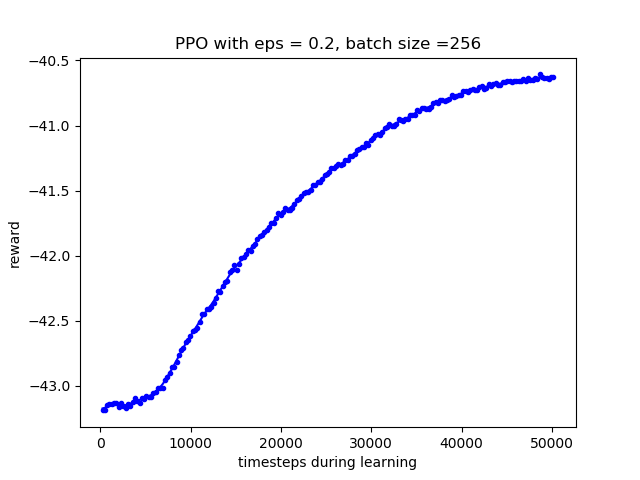 PPO with eps = 0.2, batch size =256
−40.5
−41.0
−41.5
−42.0
−42.5
−43.0
reward
0 10000 20000 30000 40000 50000
timesteps during learning